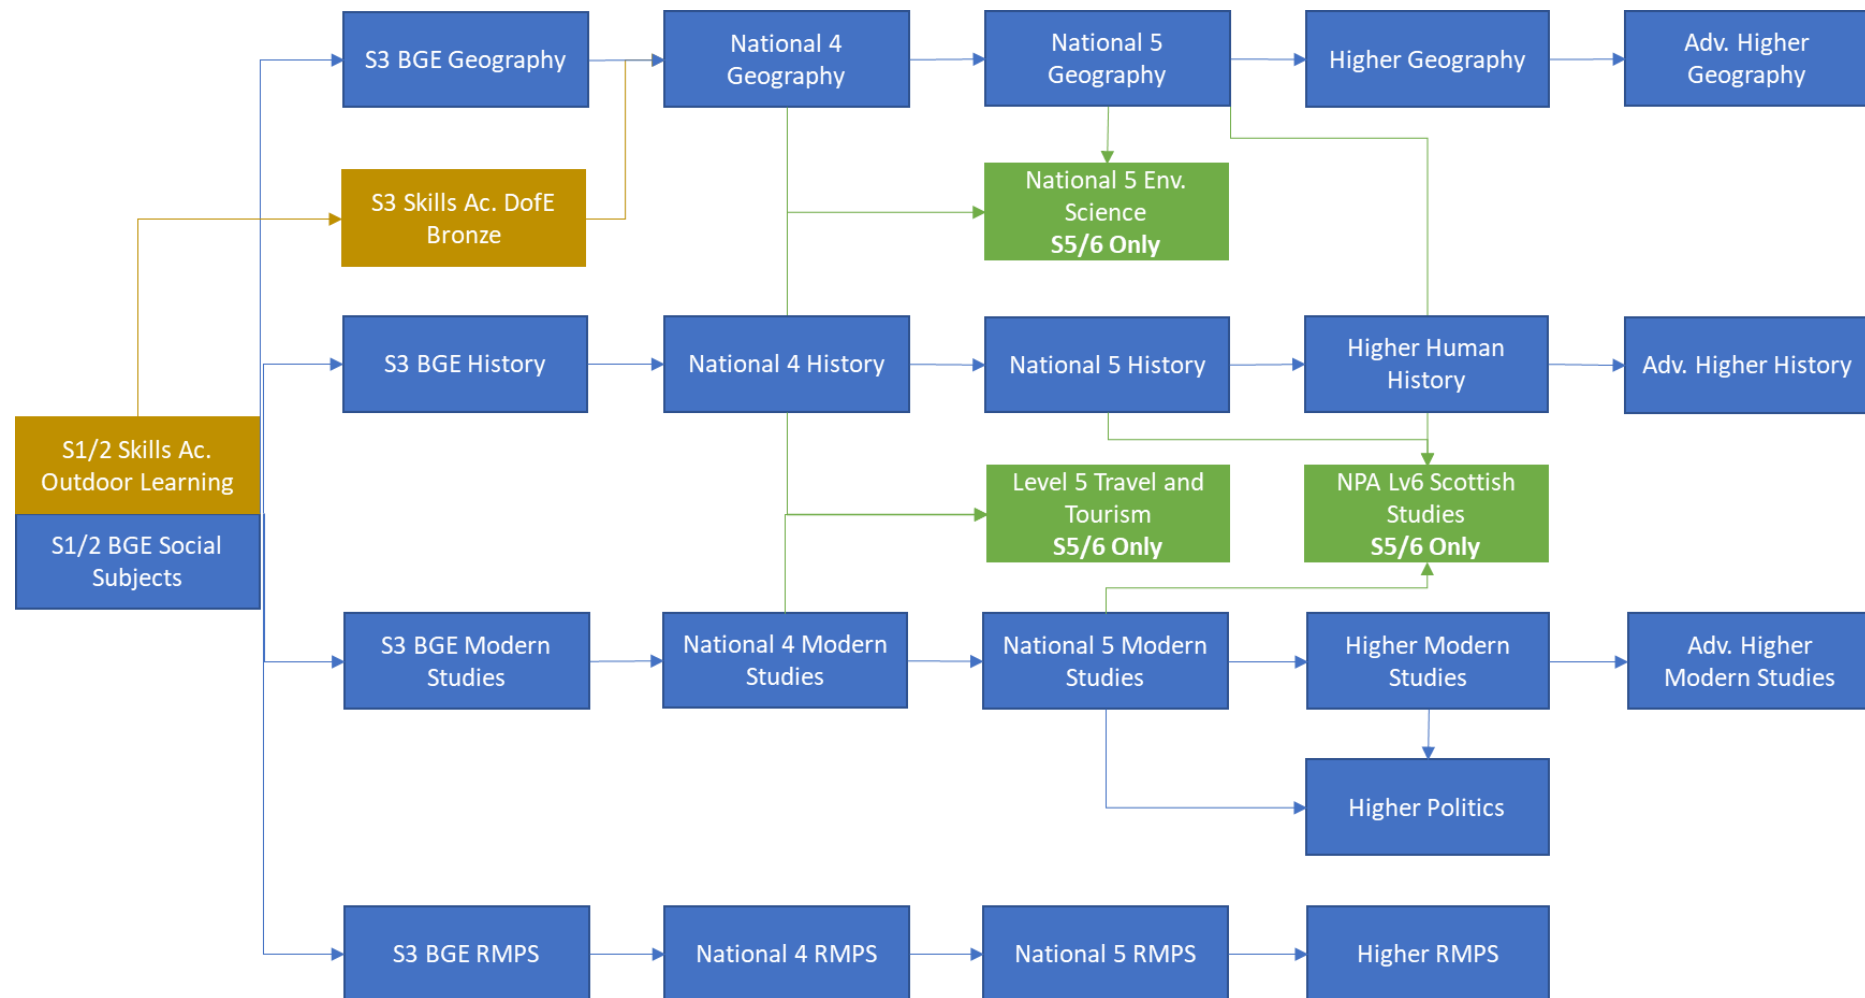 S3 BGE Geography
National 4
Geography
National 5
Geography
Higher Geography
Adv. Higher
Geography
S3 Skills Ac. DofE
Bronze
National 5 Env.
Science
S5/6 Only
S3 BGE History
National 4 History
National 5 History
Higher Human
History
Adv. Higher History
S1/2 Skills Ac.
Outdoor Learning
S1/2 BGE Social
Subjects
Level 5 Travel and
Tourism
S5/6 Only
NPA Lv6 Scottish
Studies
S5/6 Only
S3 BGE Modern
Studies
National 4 Modern
Studies
National 5 Modern
Studies
Higher Modern
Studies
Adv. Higher
Modern Studies
Higher Politics
S3 BGE RMPS
National 4 RMPS
National 5 RMPS
Higher RMPS